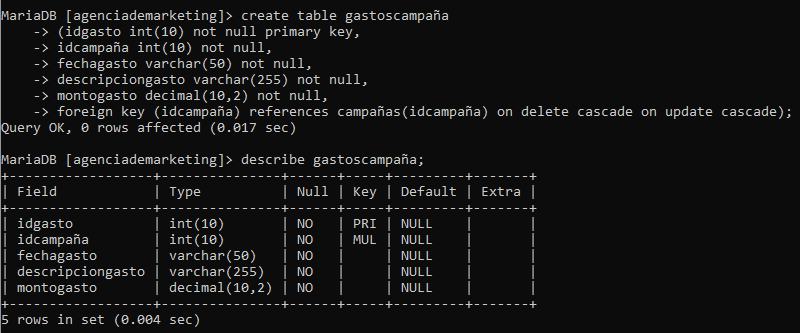 MariaDB [agenciademarketing]> create table gastoscampaña
    -> (idgasto int(10) not null primary key,
    -> idcampaña int(10) not null,
    -> fechagasto varchar(50) not null,
    -> descripciongasto varchar(255) not null,
    -> montogasto decimal(10,2) not null,
    -> foreign key (idcampaña) references campañas(idcampaña) on delete cascade on update cascade);
Query OK, 0 rows affected (0.017 sec)

MariaDB [agenciademarketing]> describe gastoscampaña;
+------------------+---------------+------+-----+---------+-------+
| Field            | Type          | Null | Key | Default | Extra |
+------------------+---------------+------+-----+---------+-------+
| idgasto          | int(10)       | NO   | PRI | NULL    |       |
| idcampaña        | int(10)       | NO   | MUL | NULL    |       |
| fechagasto       | varchar(50)   | NO   |     | NULL    |       |
| descripciongasto | varchar(255)  | NO   |     | NULL    |       |
| montogasto       | decimal(10,2) | NO   |     | NULL    |       |
+------------------+---------------+------+-----+---------+-------+
5 rows in set (0.004 sec)